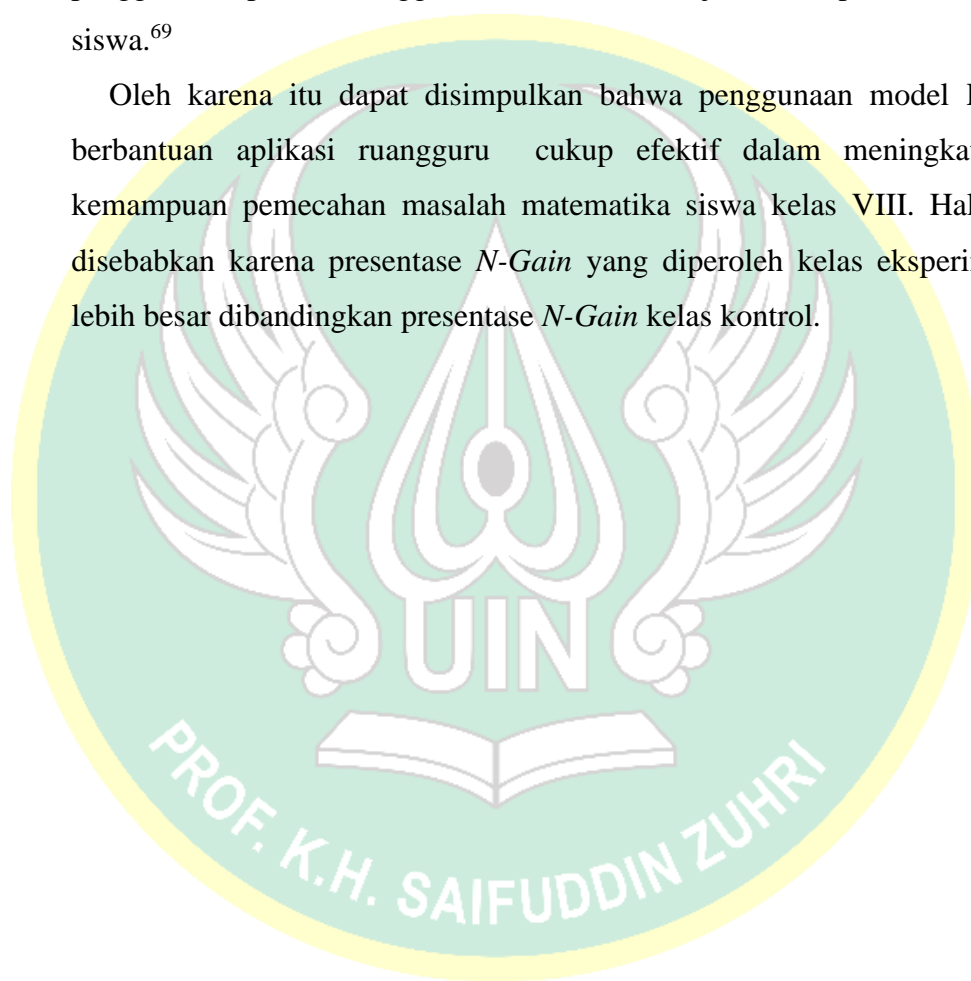 siswa.69
Oleh karena itu dapat disimpulkan bahwa penggunaan model
berbantuan aplikasi ruangguru cukup efektif dalam
kemampuan pemecahan masalah matematika siswa kelas VIII.
disebabkan karena presentase N-Gain yang diperoleh kelas
lebih besar dibandingkan presentase N-Gain kelas kontrol.
UIN
PROF. K.H. SAIFUDDIN ZUHRI